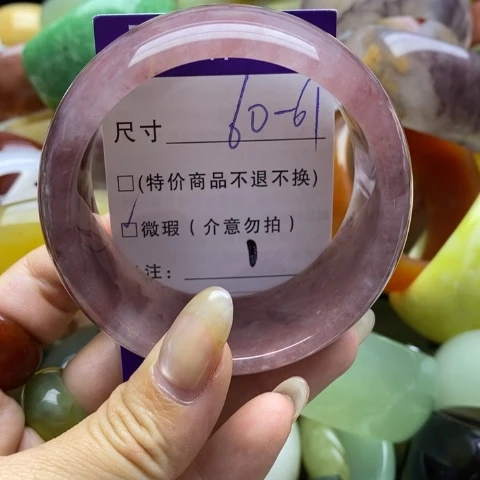 尺寸 60-61
□(特价商品不退不换)
☑微瑕(介意勿拍)
注: